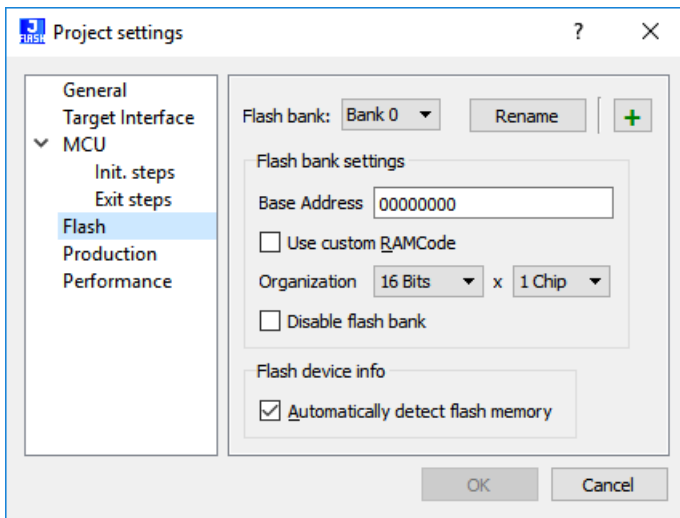 J
FLASH
Project settings
?
General
Target Interface
MCU
Init. steps
Exit steps
Flash
Production
Performance
Flash bank: Bank 0 Rename +
Flash bank settings
Base Address 00000000
Use custom RAMCode
Organization 16 Bits x 1 Chip
Disable flash bank
Flash device info
Automatically detect flash memory
OK Cancel